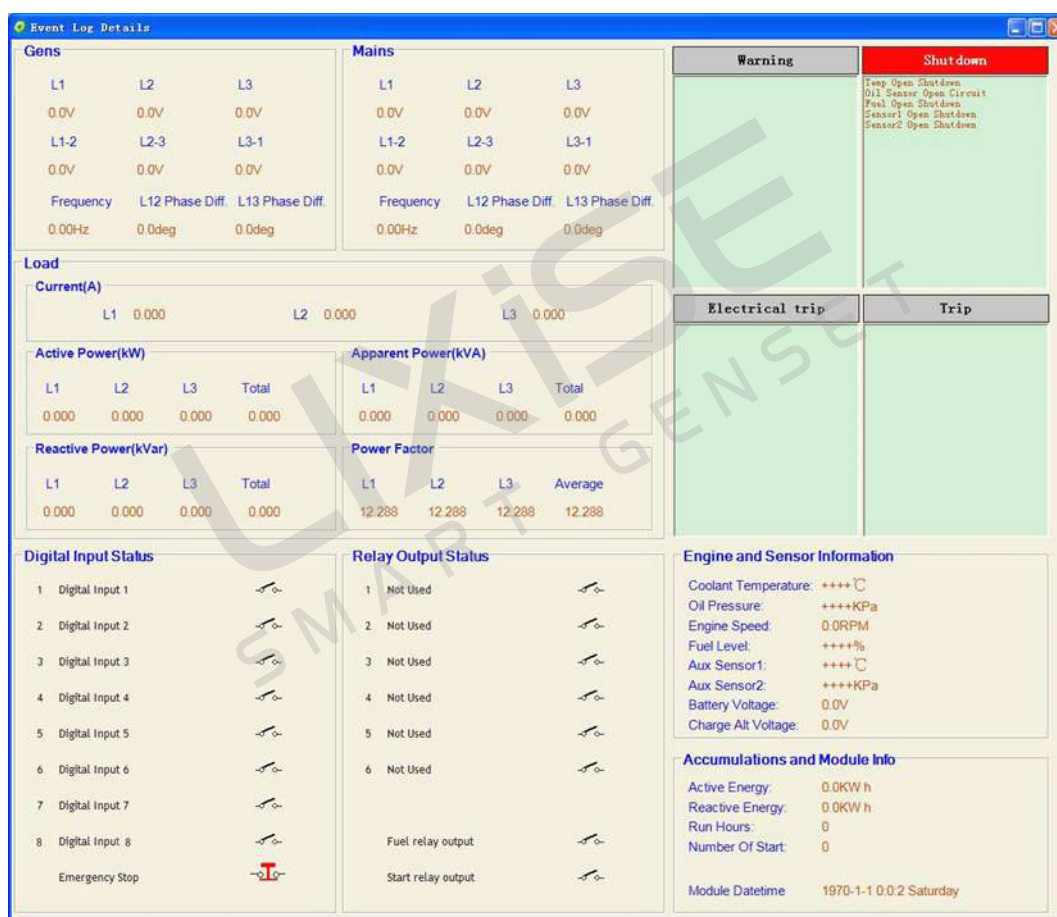 Event Log Details
Gens
L1 L2 L3
0.0V 0.0V 0.0V
L1-2 L2-3 L3-1
0.0V 0.0V 0.0V
Frequency L12 Phase Diff. L13 Phase Diff.
0.00Hz 0.0deg 0.0deg
Mains
L1 L2 L3
0.0V 0.0V 0.0V
L1-2 L2-3 L3-1
0.0V 0.0V 0.0V
Frequency L12 Phase Diff. L13 Phase Diff.
0.00Hz 0.0deg 0.0deg
Warning
Shutdown
Temp Open Shutdown
Oil Sensor Open Circuit
Fuel Open Shutdown
Sensor1 Open Shutdown
Sensor2 Open Shutdown
Electrical trip
Trip
Load
Current(A)
L1 0.000 L2 0.000 L3 0.000
Active Power(kW)
L1 L2 L3 Total
0.000 0.000 0.000 0.000
Apparent Power(kVA)
L1 L2 L3 Total
0.000 0.000 0.000 0.000
Reactive Power(kVar)
L1 L2 L3 Total
0.000 0.000 0.000 0.000
Power Factor
L1 L2 L3 Average
12.288 12.288 12.288 12.288
Digital Input Status
1 Digital Input 1
2 Digital Input 2
3 Digital Input 3
4 Digital Input 4
5 Digital Input 5
6 Digital Input 6
7 Digital Input 7
8 Digital Input 8
Emergency Stop
Relay Output Status
1 Not Used
2 Not Used
3 Not Used
4 Not Used
5 Not Used
6 Not Used
Fuel relay output
Start relay output
Engine and Sensor Information
Coolant Temperature: ++++℃
Oil Pressure: ++++KPa
Engine Speed: 0.0RPM
Fuel Level: ++++%
Aux Sensor1: ++++℃
Aux Sensor2: ++++KPa
Battery Voltage: 0.0V
Charge Alt Voltage: 0.0V
Accumulations and Module Info
Active Energy: 0.0KW h
Reactive Energy: 0.0KW h
Run Hours: 0
Number Of Start: 0
Module Datetime 1970-1-1 0:0:2 Saturday
LIXiSE
SMART GENSET